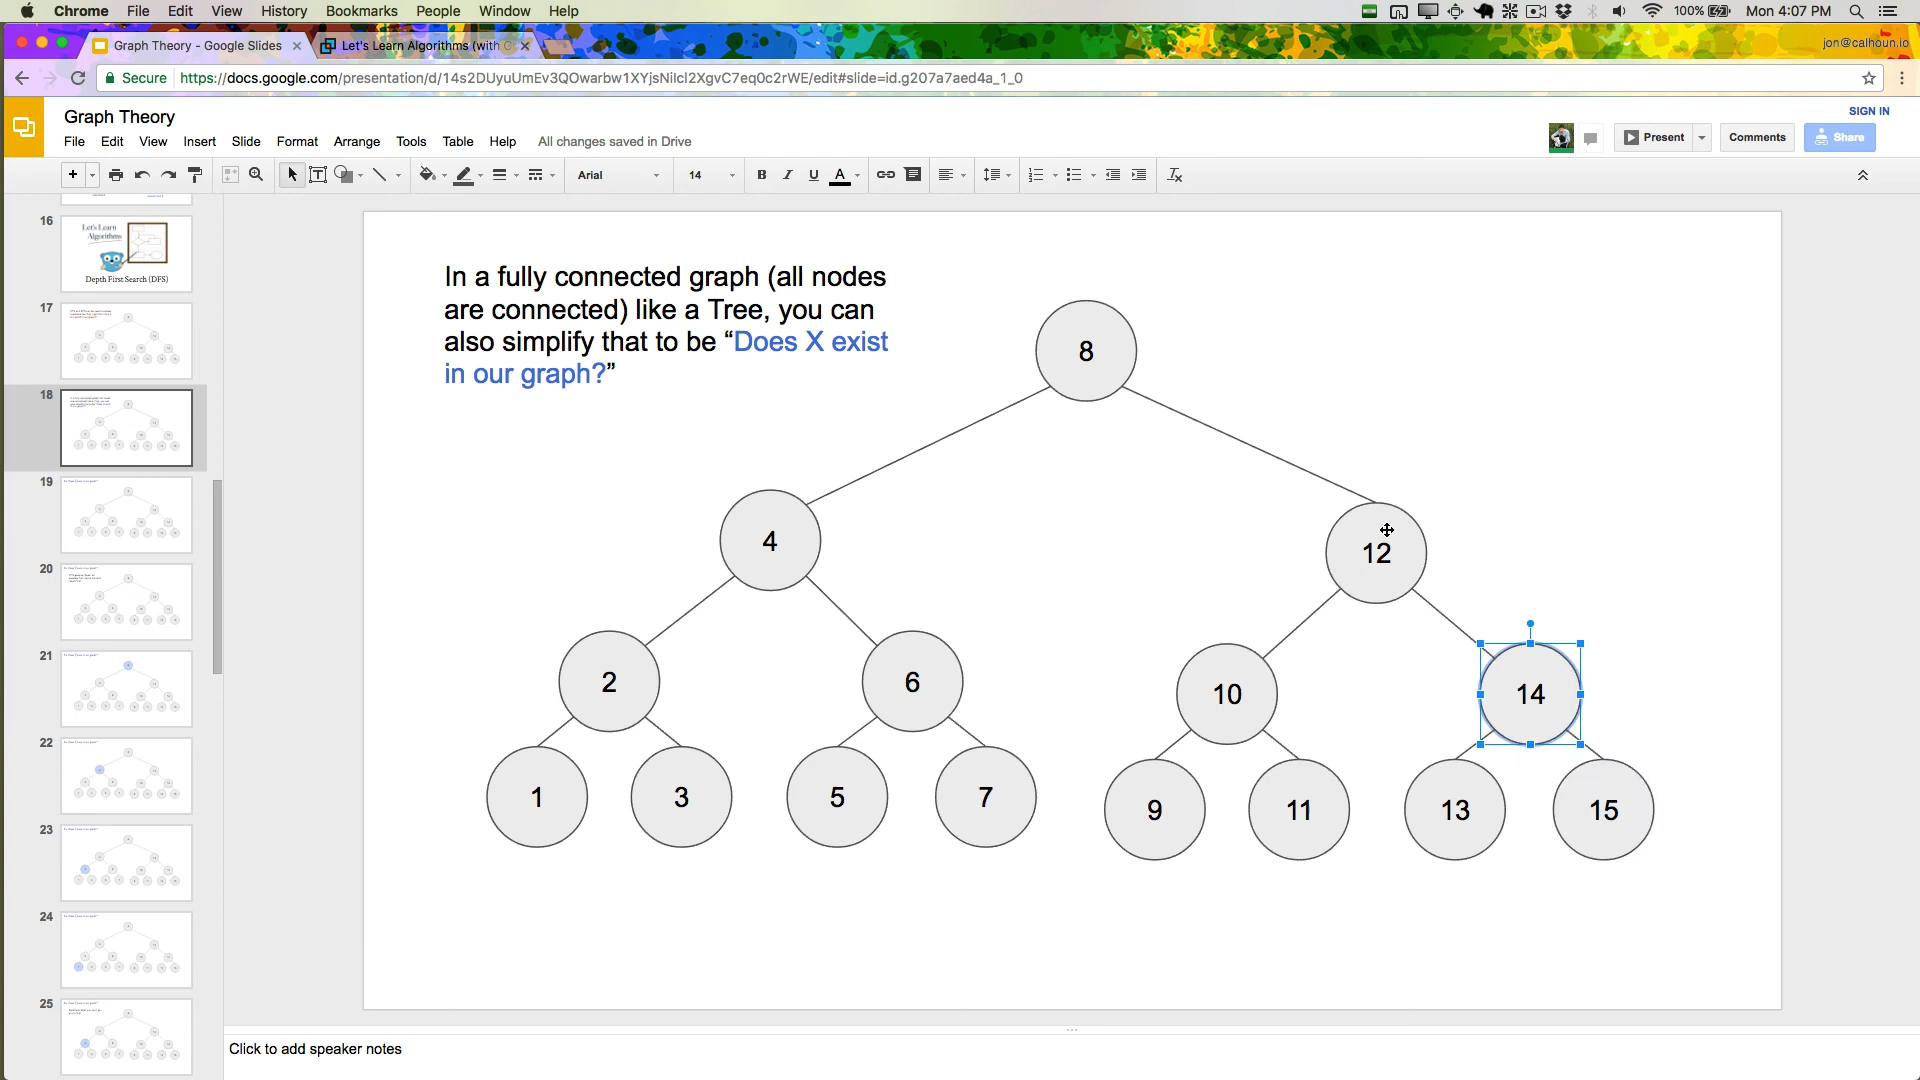 Chrome File Edit View History Bookmarks People Window Help 100% Mon 4:07 PM
Graph Theory - Google Slides Let's Learn Algorithms (with G jon@calhoun.io
Secure https://docs.google.com/presentation/d/14s2DUyuUmEv3QOwarbw1XYjsNilcl2XgvC7eq0c2rWE/edit#slide=id.g207a7aed4a_1_0
Graph Theory SIGN IN
File Edit View Insert Slide Format Arrange Tools Table Help All changes saved in Drive Present Comments Share
Arial 14 B I U A
16
Let's Learn
Algorithms
Depth First Search (DFS)
17
18
19
20
21
22
23
24
25
In a fully connected graph (all nodes
are connected) like a Tree, you can
also simplify that to be “Does X exist
in our graph?”
8
4 12
2 6 10 14
1 3 5 7 9 11 13 15
Click to add speaker notes